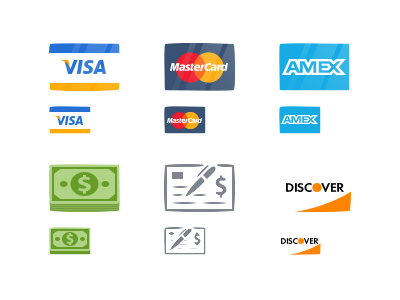 VISA
MasterCard
AMEX
VISA
MasterCard
AMEX
$
$
DISCOVER
$
$
DISCOVER